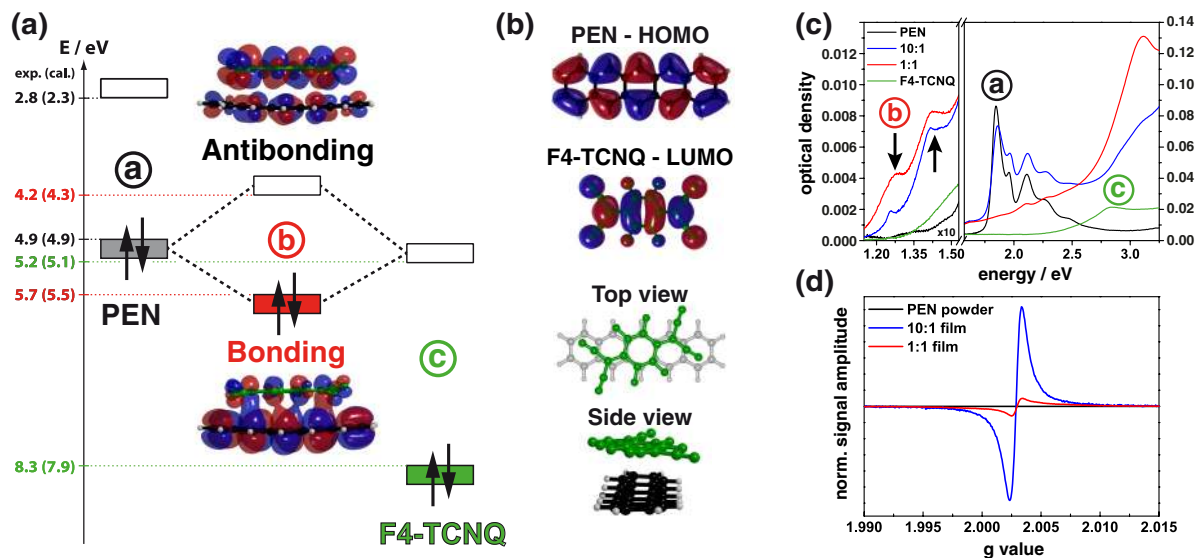 (a)
E / eV
exp. (cal.)
2.8 (2.3)
Antibonding
a
4.2 (4.3)
4.9 (4.9)
b
5.2 (5.1)
5.7 (5.5)
PEN
Bonding
c
8.3 (7.9)
F4-TCNQ
(b)
PEN - HOMO
F4-TCNQ - LUMO
Top view
Side view
(c)
PEN
10:1
1:1
F4-TCNQ
a
b
c
x10
optical density
0.012
0.010
0.008
0.006
0.004
0.002
0.000
0.14
0.12
0.10
0.08
0.06
0.04
0.02
0.00
1.20 1.35 1.50 2.0 2.5 3.0
energy / eV
(d)
PEN powder
10:1 film
1:1 film
norm. signal amplitude
1.990 1.995 2.000 2.005 2.010 2.015
g value